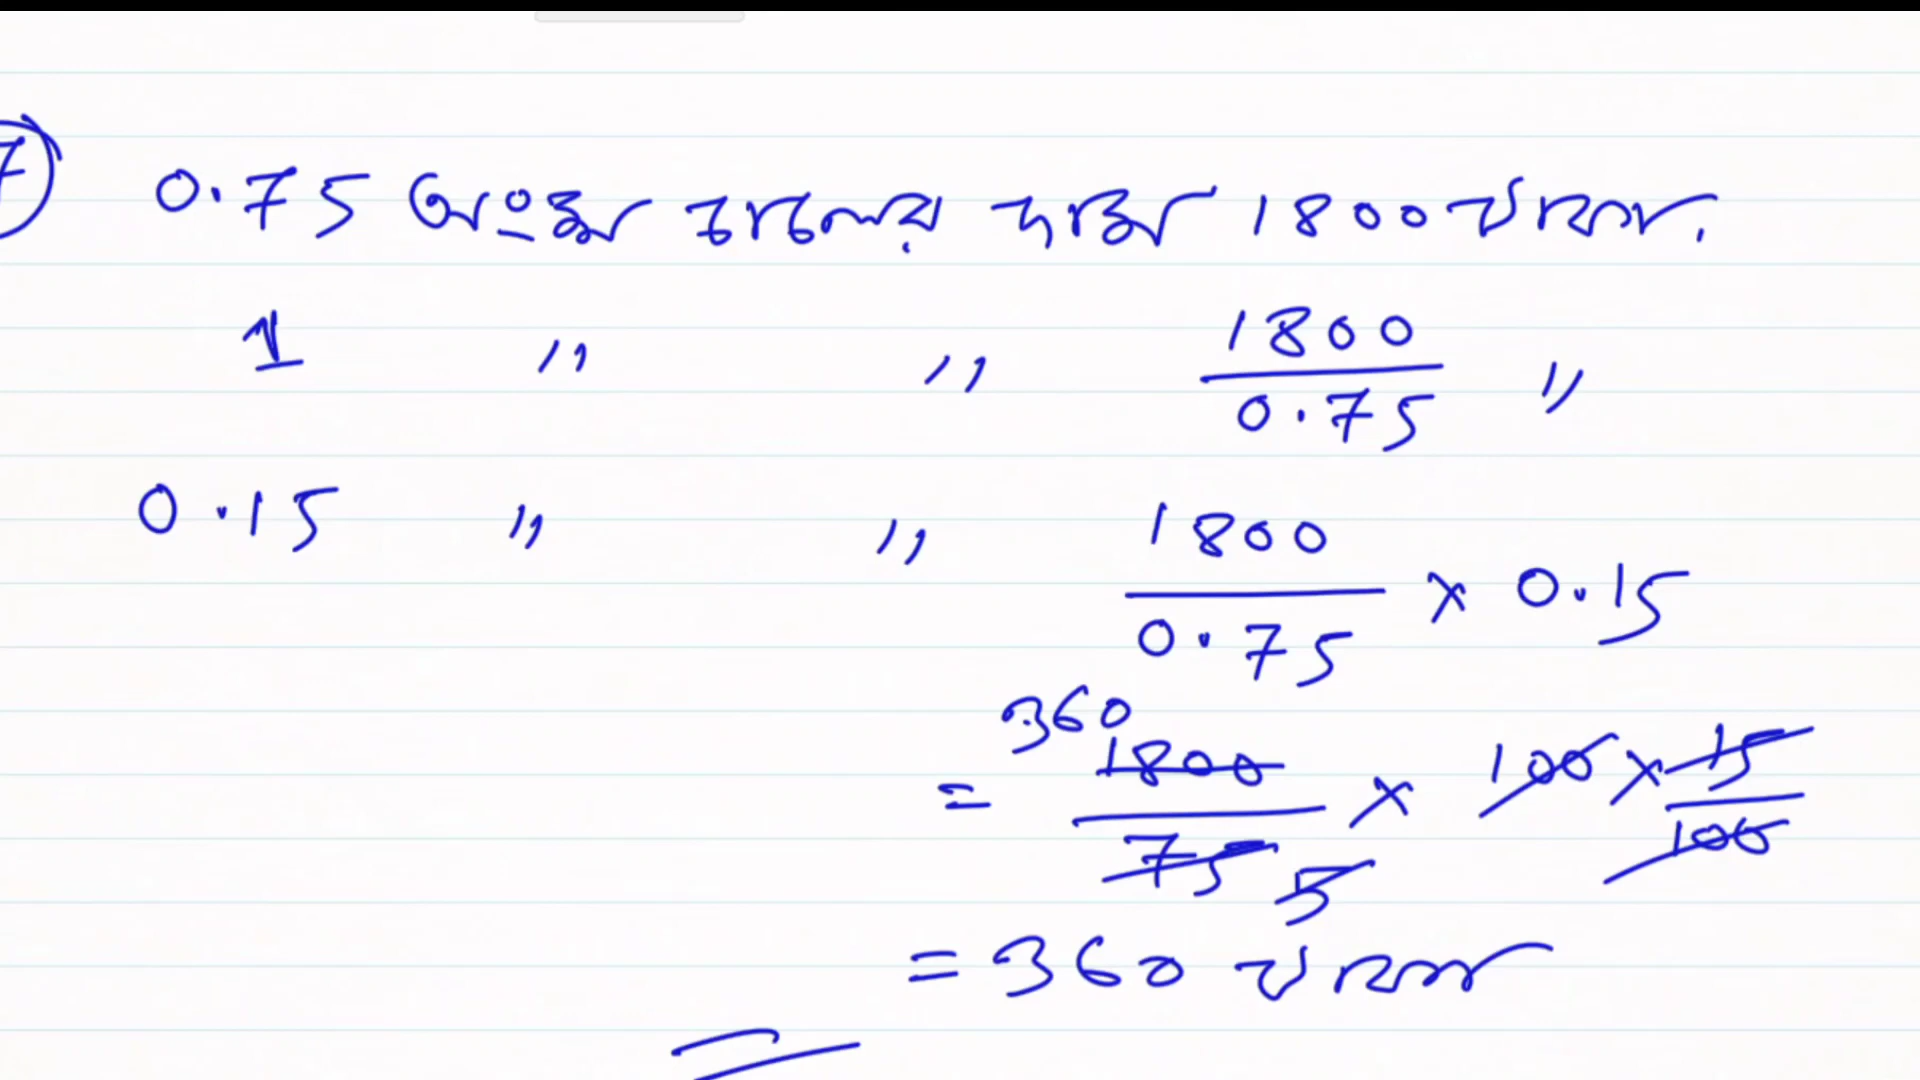 7
0.75 অংশের মূল্য 1800 টাকা.
1 " " 1800/0.75 "
0.15 " " 1800/0.75 × 0.15
360
= 1800/75 5 × 100 × 15/100
= 360 টাকা